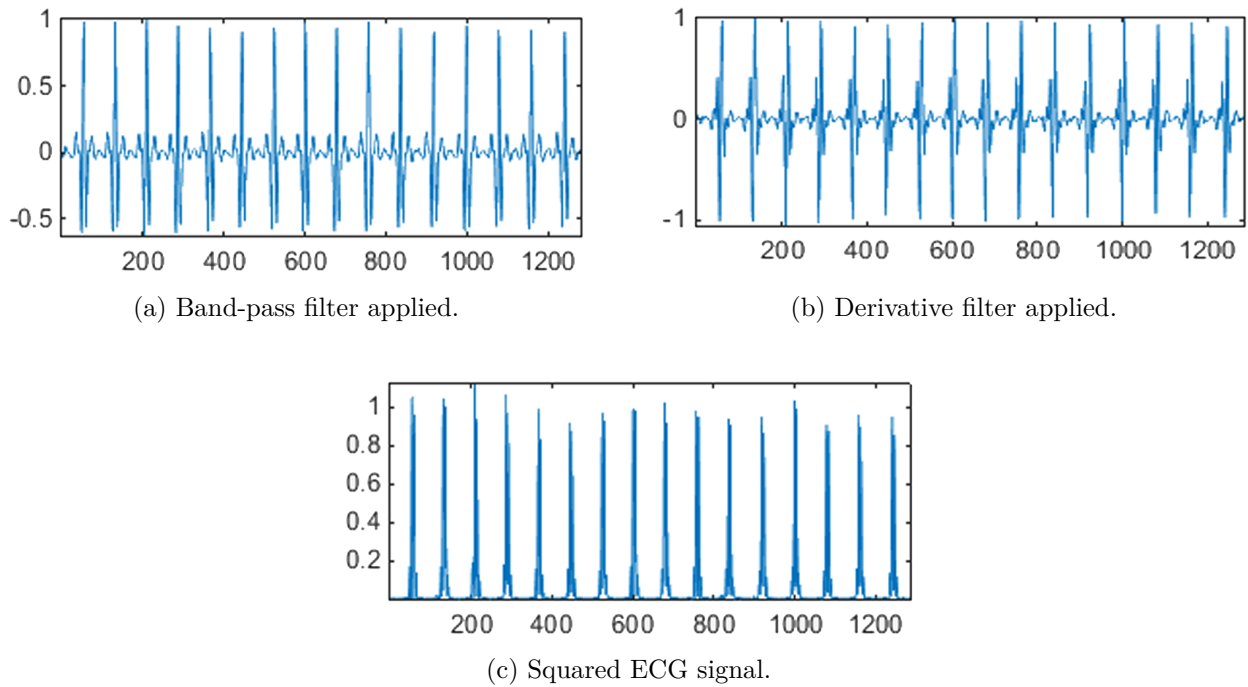 1
0.5
0
-0.5
200 400 600 800 1000 1200
(a) Band-pass filter applied.
1
0
-1
200 400 600 800 1000 1200
(b) Derivative filter applied.
1
0.8
0.6
0.4
0.2
200 400 600 800 1000 1200
(c) Squared ECG signal.